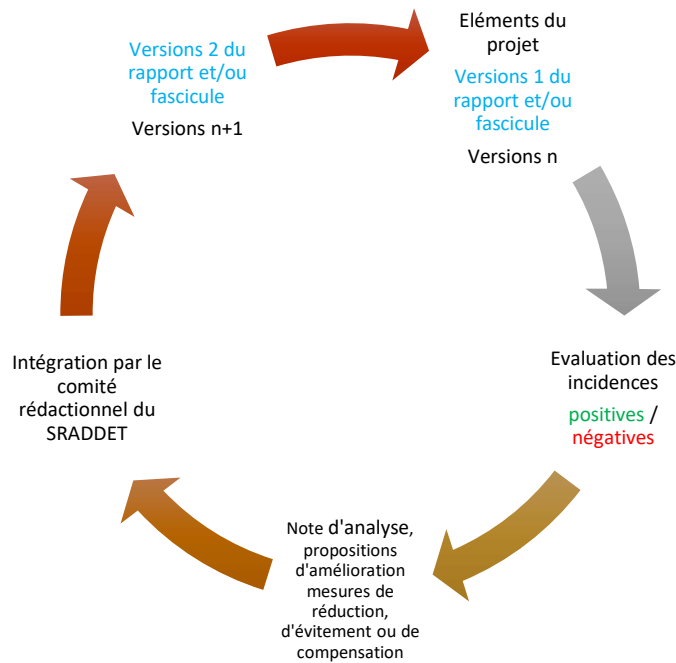 Eléments du
projet
Versions 1 du
rapport et/ou
fascicule
Versions n
Evaluation des
incidences
positives /
négatives
Note d'analyse,
propositions
d'amélioration
mesures de
réduction,
d'évitement ou de
compensation
Intégration par le
comité
rédactionnel du
SRADDET
Versions 2 du
rapport et/ou
fascicule
Versions n+1